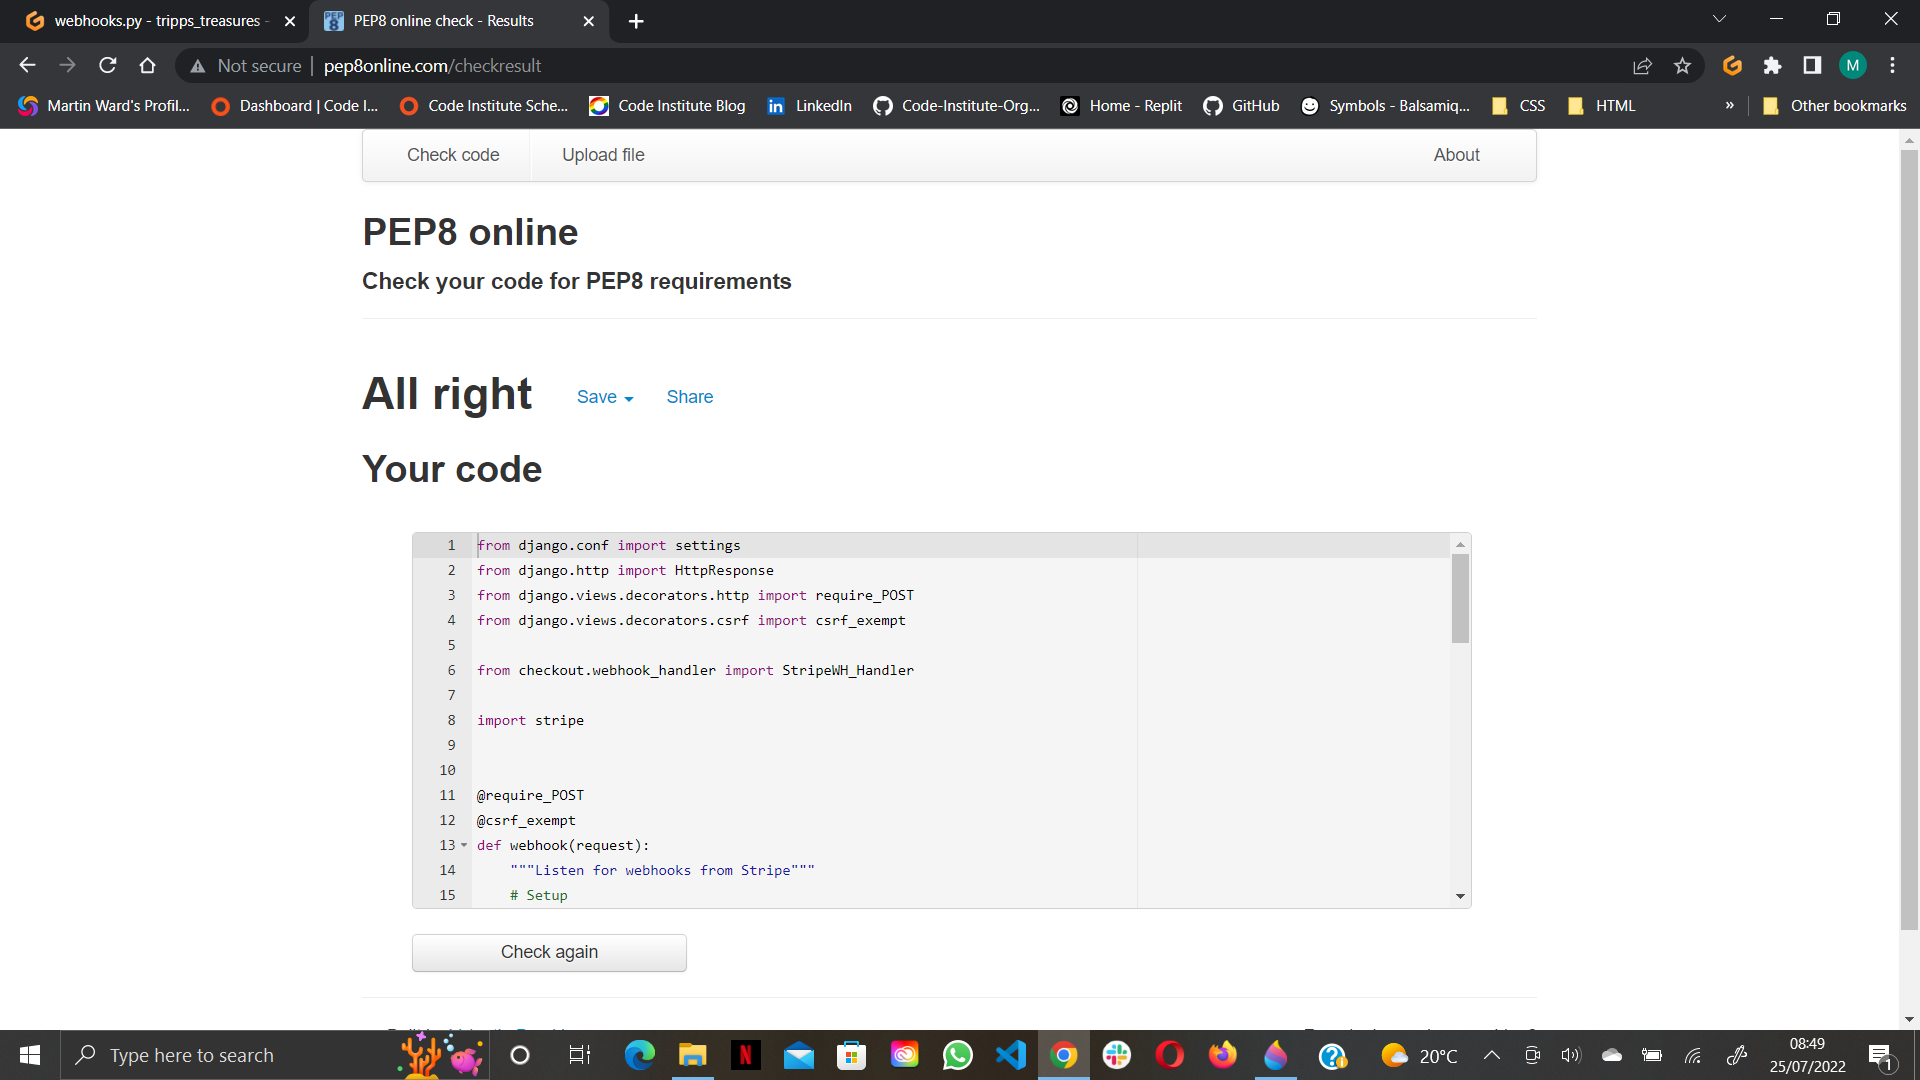 webhooks.py - tripps_treasures -
PEP8 online check - Results
Not secure
pep8online.com/checkresult
M
Martin Ward's Profil...
Dashboard | Code I...
Code Institute Sche...
Code Institute Blog
LinkedIn
Code-Institute-Org...
Home - Replit
GitHub
Symbols - Balsamiq...
CSS
HTML
»
Other bookmarks
Check code
Upload file
About
PEP8 online
Check your code for PEP8 requirements
All right
Save
Share
Your code
1 from django.conf import settings
2 from django.http import HttpResponse
3 from django.views.decorators.http import require_POST
4 from django.views.decorators.csrf import csrf_exempt
5
6 from checkout.webhook_handler import StripeWH_Handler
7
8 import stripe
9
10
11 @require_POST
12 @csrf_exempt
13 def webhook(request):
14 """Listen for webhooks from Stripe"""
15 # Setup
Check again
Type here to search
20°C
08:49
25/07/2022
1